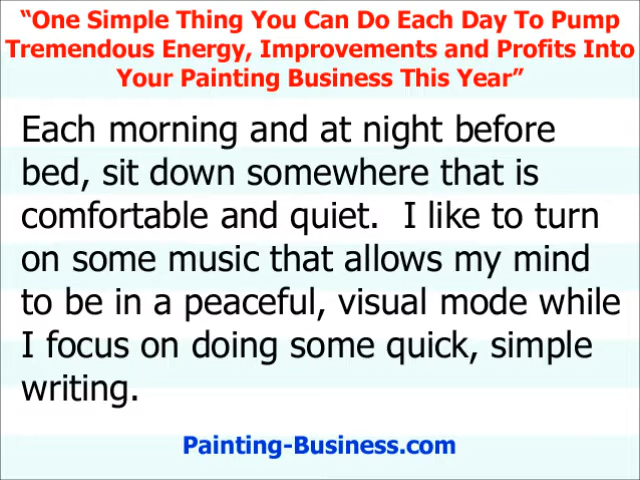 “One Simple Thing You Can Do Each Day To Pump
Tremendous Energy, Improvements and Profits Into
Your Painting Business This Year”
Each morning and at night before
bed, sit down somewhere that is
comfortable and quiet.  I like to turn
on some music that allows my mind
to be in a peaceful, visual mode while
I focus on doing some quick, simple
writing.
Painting-Business.com